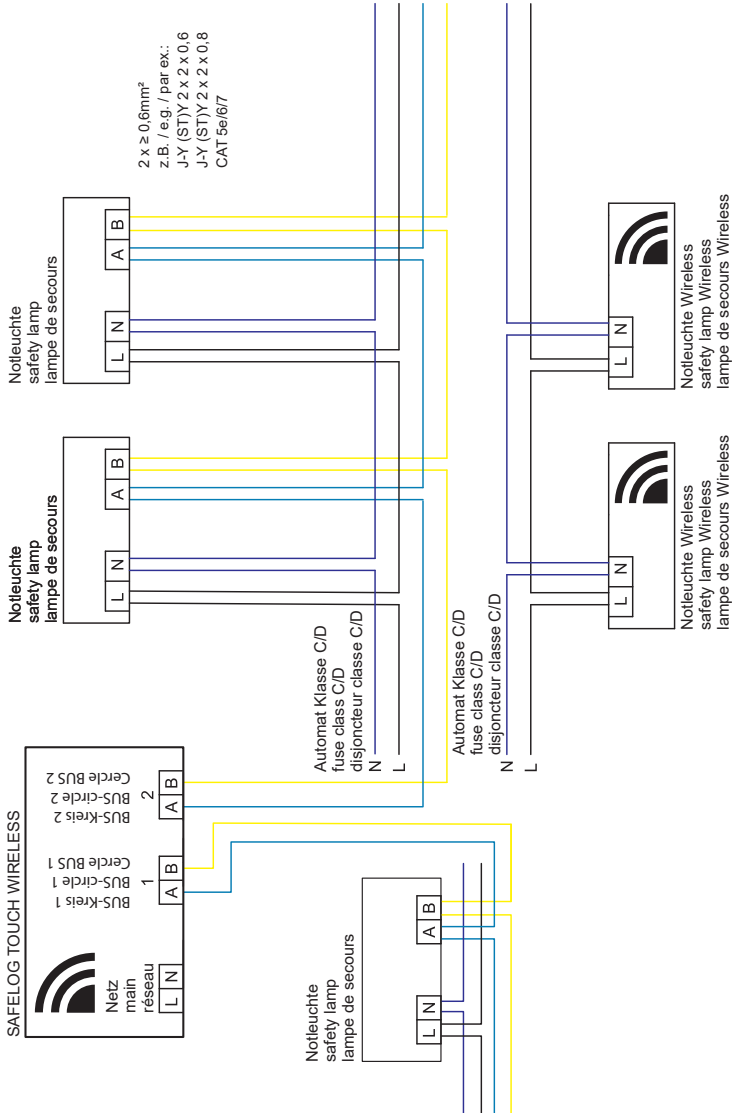 SAFELOG TOUCH WIRELESS
Netz
main
réseau
L N
BUS-Kreis 1
BUS-circle 1
Cercle BUS 1
1
A B
BUS-Kreis 2
BUS-circle 2
Cercle BUS 2
2
A B
Notleuchte
safety lamp
lampe de secours
L N A B
Notleuchte
safety lamp
lampe de secours
L N A B
2 x ≥ 0,6mm²
z.B. / e.g. / par ex.:
J-Y (ST)Y 2 x 2 x 0,6
J-Y (ST)Y 2 x 2 x 0,8
CAT 5e/6/7
Notleuchte
safety lamp
lampe de secours
L N A B
Automat Klasse C/D
fuse class C/D
disjoncteur classe C/D
N
L
Automat Klasse C/D
fuse class C/D
disjoncteur classe C/D
N
L
L N
Notleuchte Wireless
safety lamp Wireless
lampe de secours Wireless
L N
Notleuchte Wireless
safety lamp Wireless
lampe de secours Wireless